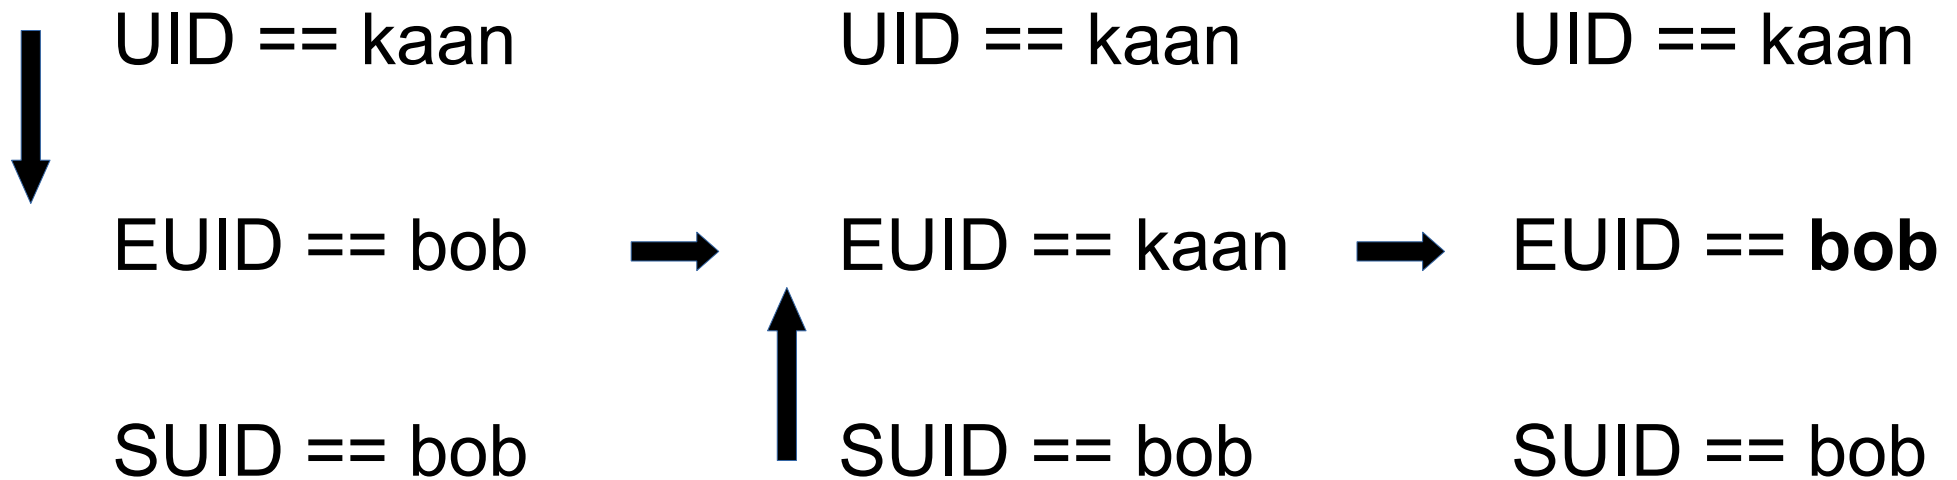 UID == kaan
EUID == bob
SUID == bob
UID == kaan
EUID == kaan
SUID == bob
UID == kaan
EUID == bob
SUID == bob